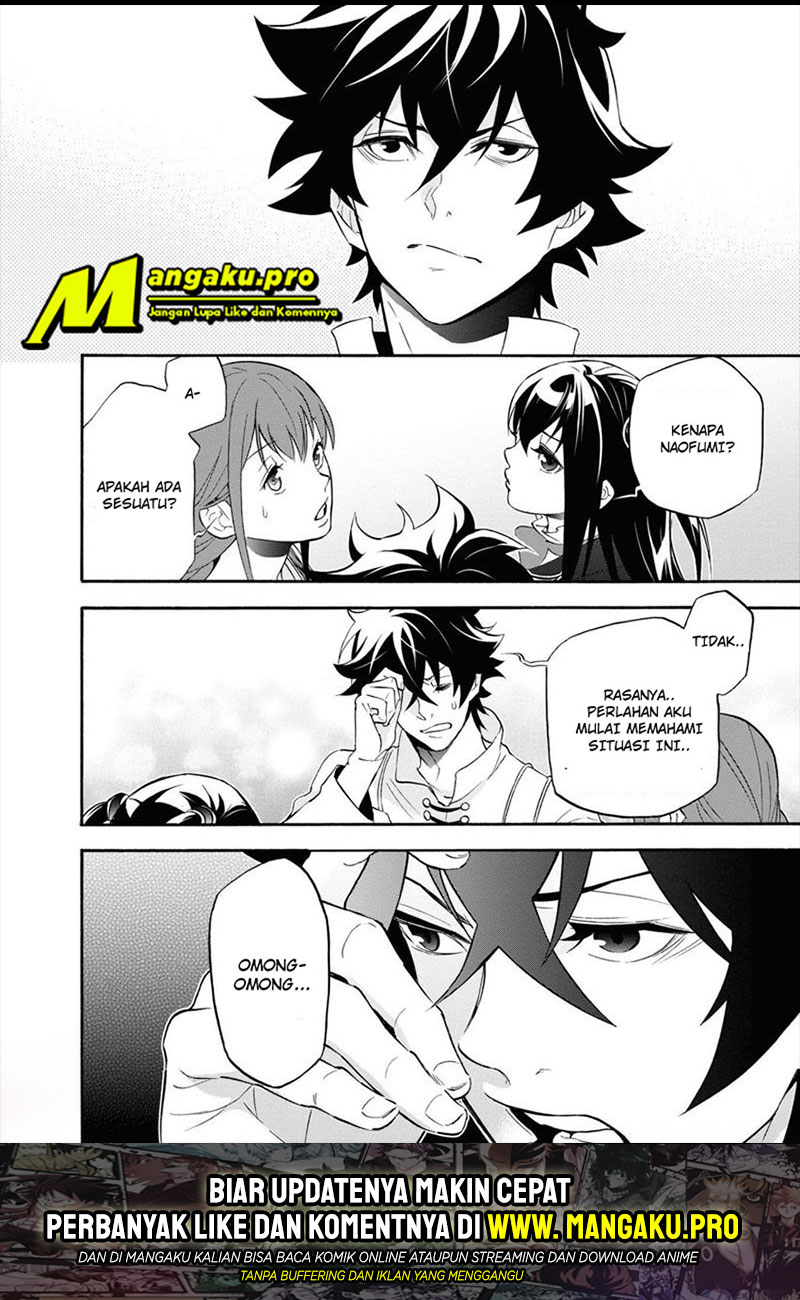 Mangaku.pro
Jangan Lupa Like dan Komennya
KENAPA
NAOFUMI?
A-
APAKAH ADA
SESUATU?
TIDAK..
RASANYA..
PERLAHAN AKU
MULAI MEMAHAMI
SITUASI INI..
OMONG-
OMONG...
BIAR UPDATENYA MAKIN CEPAT
PERBANYAK LIKE DAN KOMENTNYA DI WWW. MANGAKU.PRO
DAN DI MANGAKU KALIAN BISA BACA KOMIK ONLINE ATAUPUN STREAMING DAN DOWNLOAD ANIME
TANPA BUFFERING DAN IKLAN YANG MENGGANGU